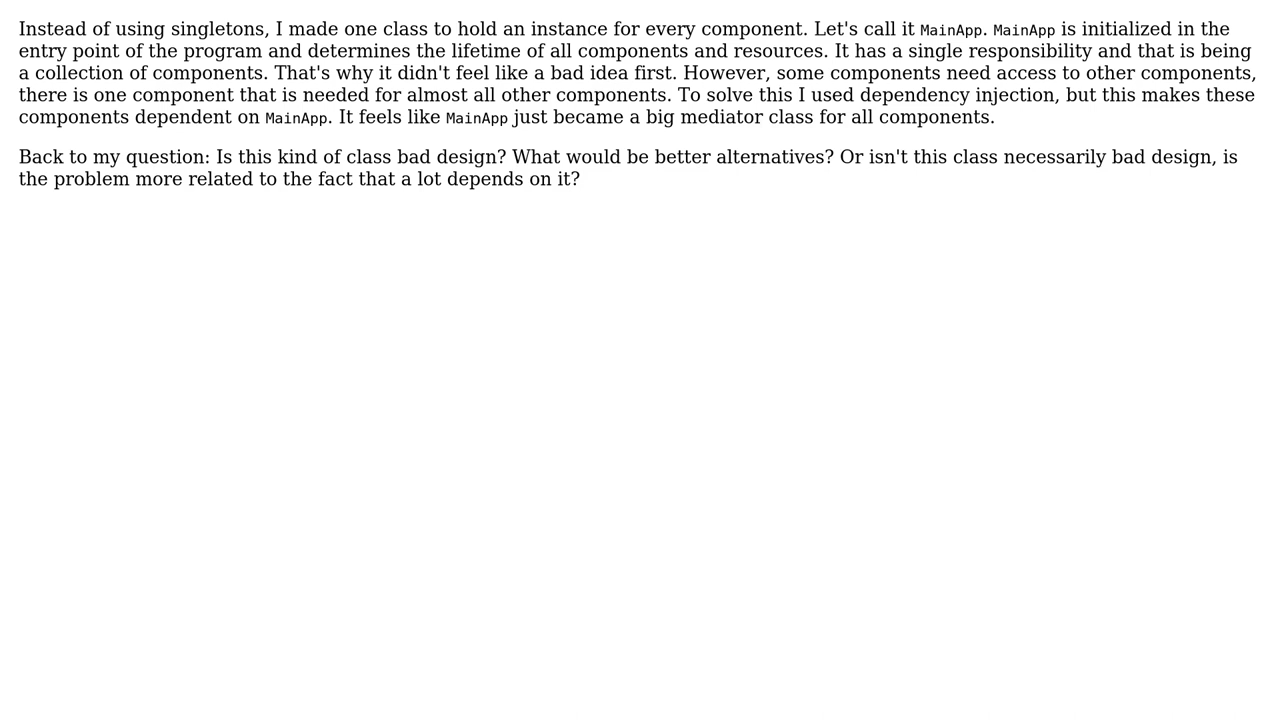 Instead of using singletons, I made one class to hold an instance for every component. Let's call it MainApp. MainApp is initialized in the
entry point of the program and determines the lifetime of all components and resources. It has a single responsibility and that is being
a collection of components. That's why it didn't feel like a bad idea first. However, some components need access to other components,
there is one component that is needed for almost all other components. To solve this I used dependency injection, but this makes these
components dependent on MainApp. It feels like MainApp just became a big mediator class for all components.
Back to my question: Is this kind of class bad design? What would be better alternatives? Or isn't this class necessarily bad design, is
the problem more related to the fact that a lot depends on it?